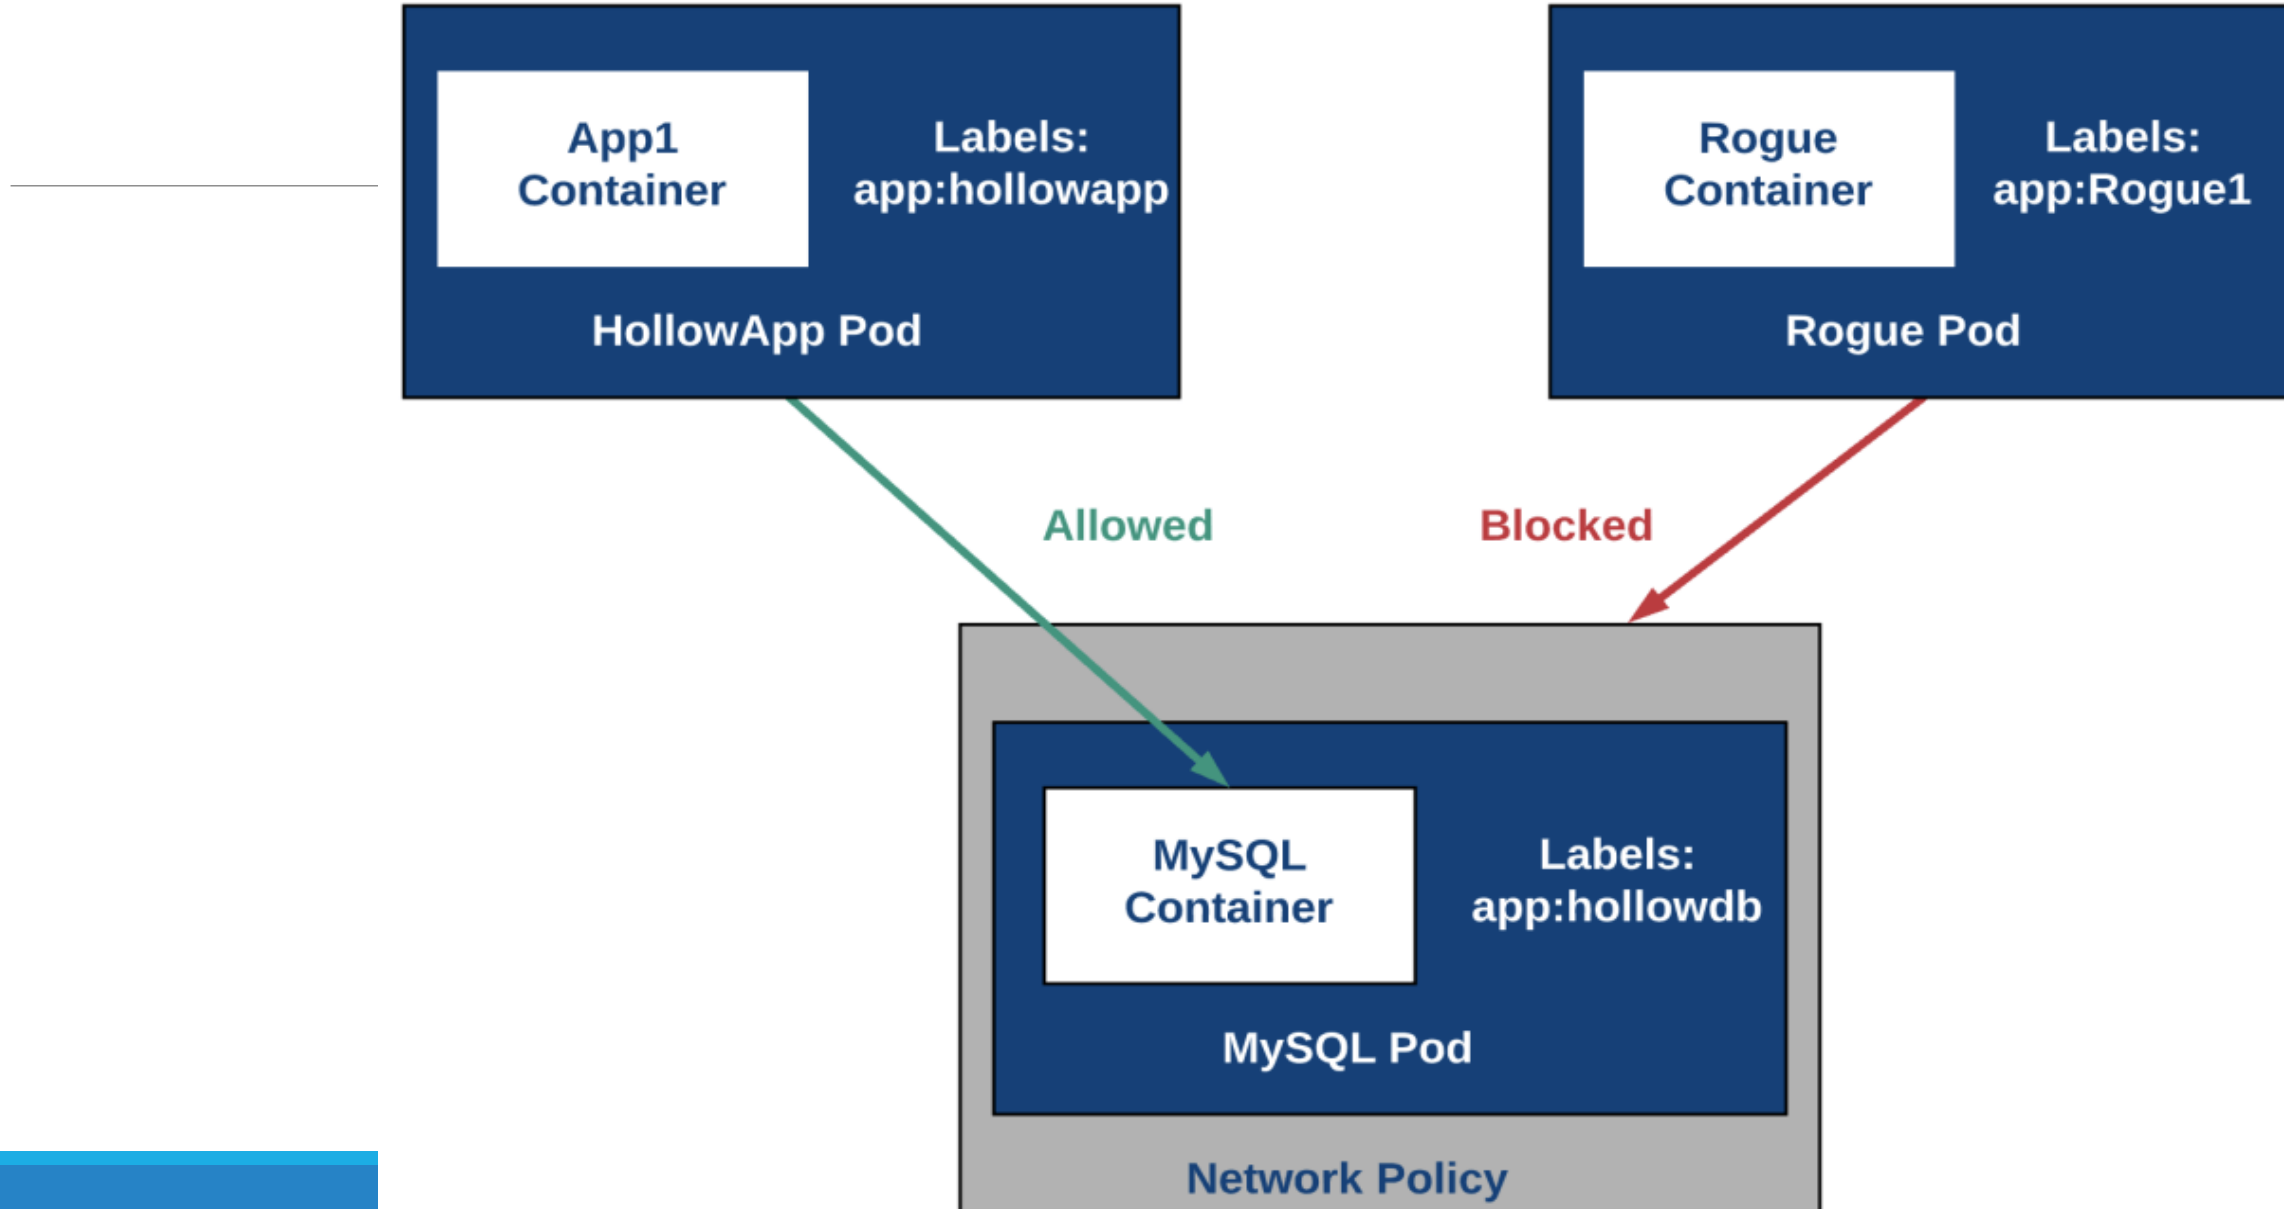 App1
Container
Labels:
app:hollowapp
HollowApp Pod
Rogue
Container
Labels:
app:Rogue1
Rogue Pod
Allowed
Blocked
MySQL
Container
Labels:
app:hollowdb
MySQL Pod
Network Policy